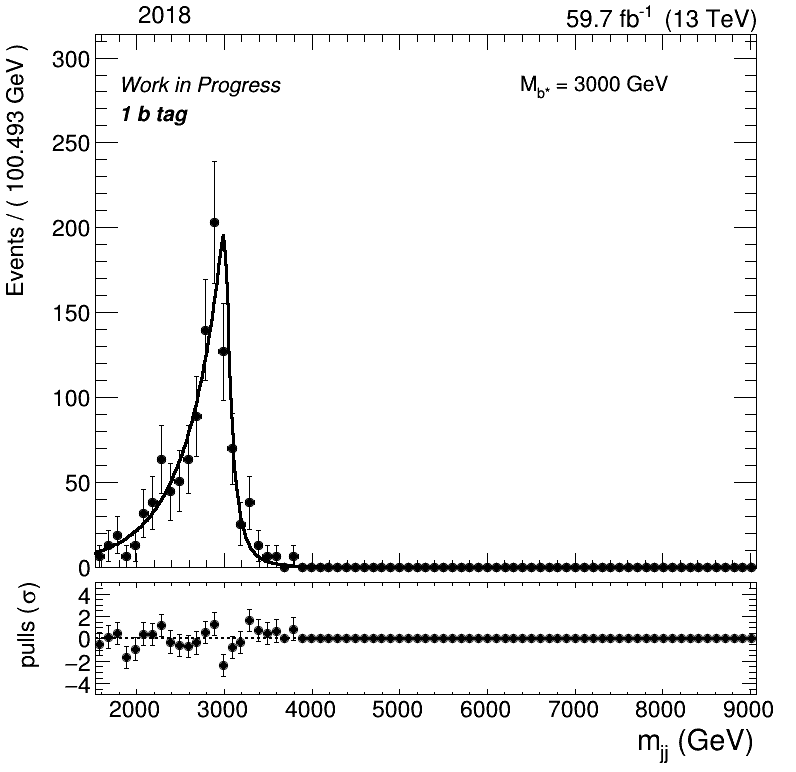 2018
59.7 fb⁻¹ (13 TeV)
Events / ( 100.493 GeV )
300
250
200
150
100
50
0
Work in Progress
1 b tag
M_b* = 3000 GeV
pulls (σ)
4
2
0
−2
−4
2000 3000 4000 5000 6000 7000 8000 9000
m_jj (GeV)